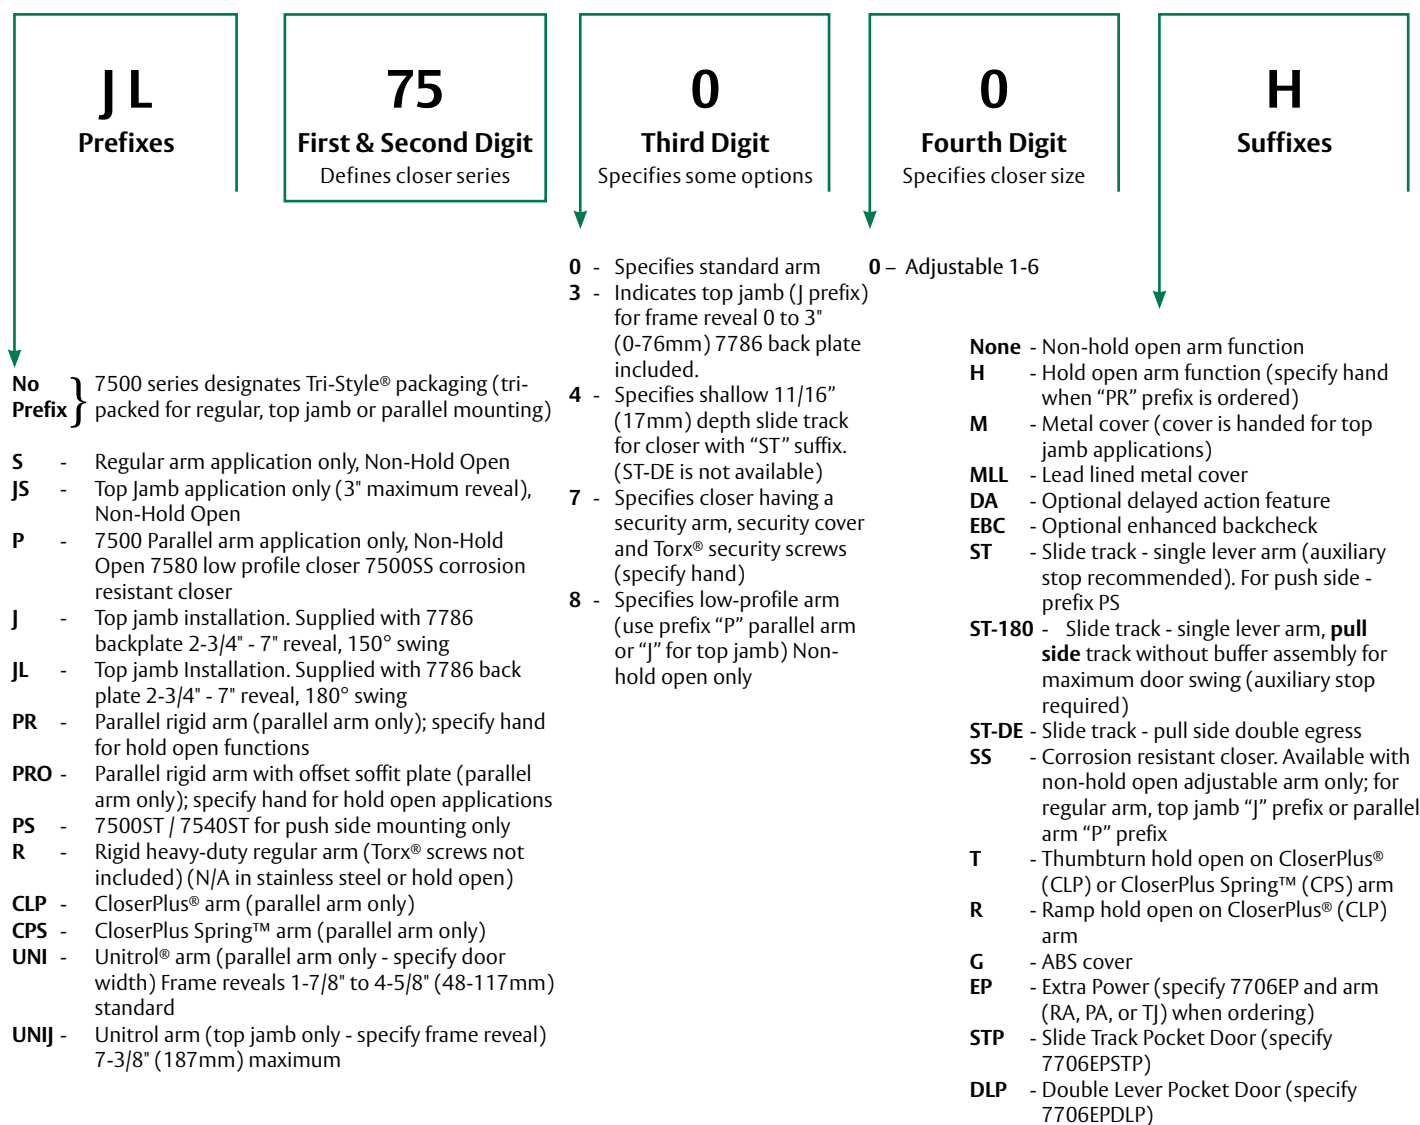 J L
Prefixes
75
First & Second Digit
Defines closer series
0
Third Digit
Specifies some options
0
Fourth Digit
Specifies closer size
H
Suffixes
No
Prefix } 7500 series designates Tri-Style® packaging (tri-
packed for regular, top jamb or parallel mounting)
S - Regular arm application only, Non-Hold Open
JS - Top Jamb application only (3" maximum reveal),
Non-Hold Open
P - 7500 Parallel arm application only, Non-Hold
Open 7580 low profile closer 7500SS corrosion
resistant closer
J - Top jamb installation. Supplied with 7786
backplate 2-3/4" - 7" reveal, 150° swing
JL - Top jamb Installation. Supplied with 7786 back
plate 2-3/4" - 7" reveal, 180° swing
PR - Parallel rigid arm (parallel arm only); specify hand
for hold open functions
PRO - Parallel rigid arm with offset soffit plate (parallel
arm only); specify hand for hold open applications
PS - 7500ST / 7540ST for push side mounting only
R - Rigid heavy-duty regular arm (Torx® screws not
included) (N/A in stainless steel or hold open)
CLP - CloserPlus® arm (parallel arm only)
CPS - CloserPlus Spring™ arm (parallel arm only)
UNI - Unitrol® arm (parallel arm only - specify door
width) Frame reveals 1-7/8" to 4-5/8" (48-117mm)
standard
UNIJ - Unitrol arm (top jamb only - specify frame reveal)
7-3/8" (187mm) maximum
0 - Specifies standard arm
3 - Indicates top jamb (J prefix)
for frame reveal 0 to 3"
(0-76mm) 7786 back plate
included.
4 - Specifies shallow 11/16”
(17mm) depth slide track
for closer with “ST” suffix.
(ST-DE is not available)
7 - Specifies closer having a
security arm, security cover
and Torx® security screws
(specify hand)
8 - Specifies low-profile arm
(use prefix “P” parallel arm
or “J” for top jamb) Non-
hold open only
0 – Adjustable 1-6
None - Non-hold open arm function
H - Hold open arm function (specify hand
when “PR” prefix is ordered)
M - Metal cover (cover is handed for top
jamb applications)
MLL - Lead lined metal cover
DA - Optional delayed action feature
EBC - Optional enhanced backcheck
ST - Slide track - single lever arm (auxiliary
stop recommended). For push side -
prefix PS
ST-180 - Slide track - single lever arm, pull
side track without buffer assembly for
maximum door swing (auxiliary stop
required)
ST-DE - Slide track - pull side double egress
SS - Corrosion resistant closer. Available with
non-hold open adjustable arm only; for
regular arm, top jamb “J” prefix or parallel
arm “P” prefix
T - Thumbturn hold open on CloserPlus®
(CLP) or CloserPlus Spring™ (CPS) arm
R - Ramp hold open on CloserPlus® (CLP)
arm
G - ABS cover
EP - Extra Power (specify 7706EP and arm
(RA, PA, or TJ) when ordering)
STP - Slide Track Pocket Door (specify
7706EPSTP)
DLP - Double Lever Pocket Door (specify
7706EPDLP)